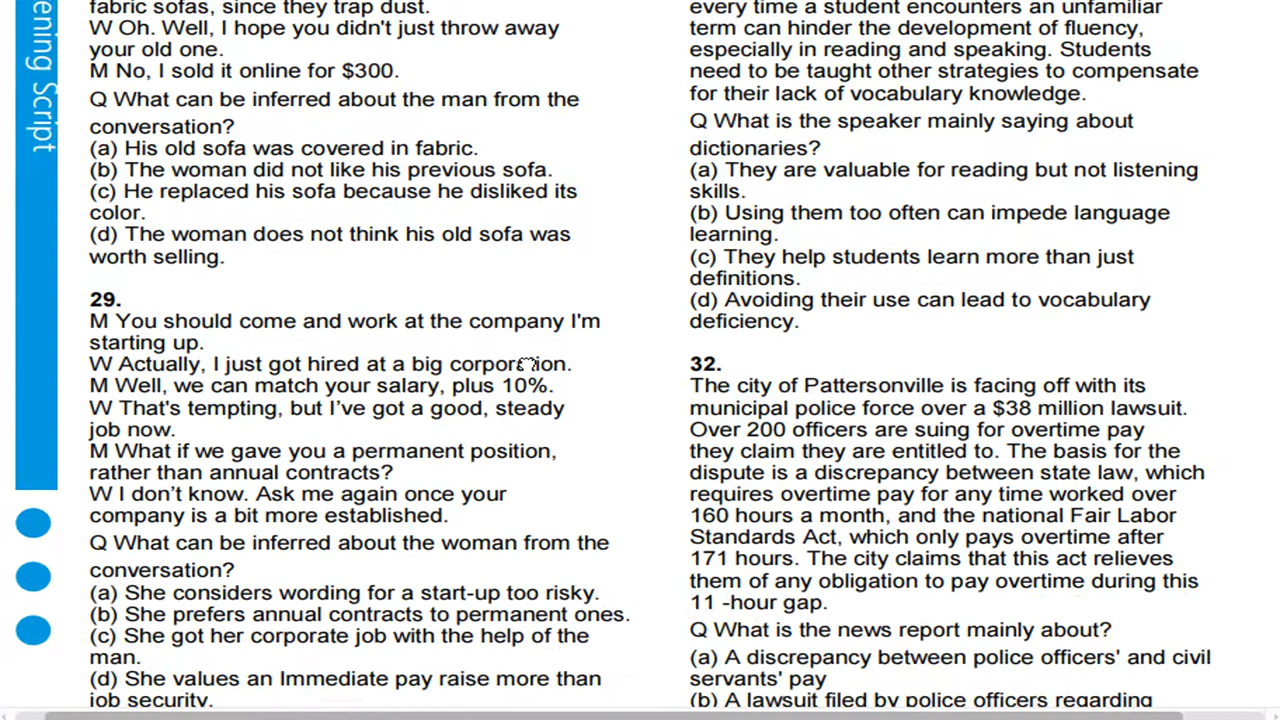 ening Script
fabric sofas, since they trap dust.
W Oh. Well, I hope you didn't just throw away
your old one.
M No, I sold it online for $300.
Q What can be inferred about the man from the
conversation?
(a) His old sofa was covered in fabric.
(b) The woman did not like his previous sofa.
(c) He replaced his sofa because he disliked its
color.
(d) The woman does not think his old sofa was
worth selling.
29.
M You should come and work at the company I'm
starting up.
W Actually, I just got hired at a big corporation.
M Well, we can match your salary, plus 10%.
W That's tempting, but I’ve got a good, steady
job now.
M What if we gave you a permanent position,
rather than annual contracts?
W I don’t know. Ask me again once your
company is a bit more established.
Q What can be inferred about the woman from the
conversation?
(a) She considers wording for a start-up too risky.
(b) She prefers annual contracts to permanent ones.
(c) She got her corporate job with the help of the
man.
(d) She values an Immediate pay raise more than
job security.
every time a student encounters an unfamiliar
term can hinder the development of fluency,
especially in reading and speaking. Students
need to be taught other strategies to compensate
for their lack of vocabulary knowledge.
Q What is the speaker mainly saying about
dictionaries?
(a) They are valuable for reading but not listening
skills.
(b) Using them too often can impede language
learning.
(c) They help students learn more than just
definitions.
(d) Avoiding their use can lead to vocabulary
deficiency.
32.
The city of Pattersonville is facing off with its
municipal police force over a $38 million lawsuit.
Over 200 officers are suing for overtime pay
they claim they are entitled to. The basis for the
dispute is a discrepancy between state law, which
requires overtime pay for any time worked over
160 hours a month, and the national Fair Labor
Standards Act, which only pays overtime after
171 hours. The city claims that this act relieves
them of any obligation to pay overtime during this
11 -hour gap.
Q What is the news report mainly about?
(a) A discrepancy between police officers' and civil
servants' pay
(b) A lawsuit filed by police officers regarding